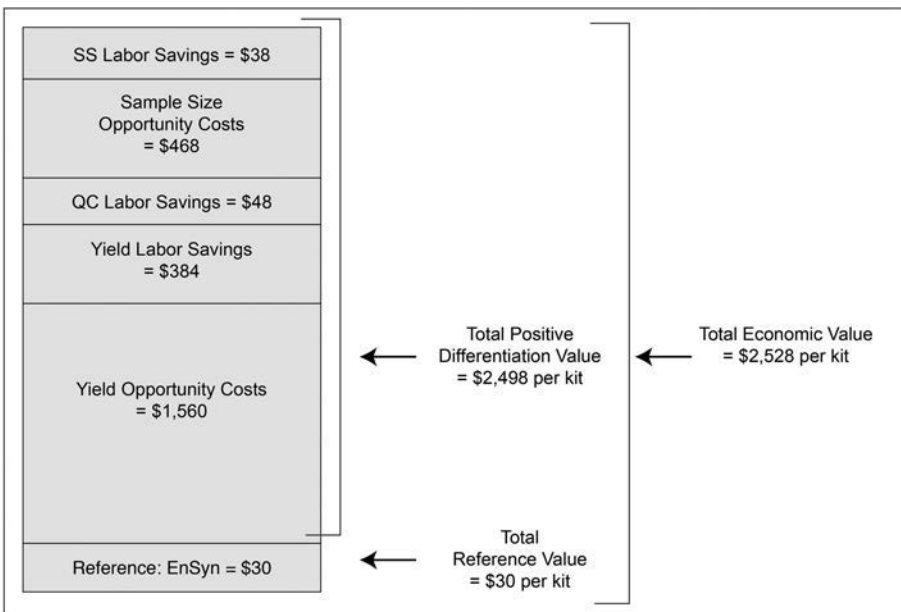 SS Labor Savings = $38
Sample Size
Opportunity Costs
= $468
QC Labor Savings = $48
Yield Labor Savings
= $384
Yield Opportunity Costs
= $1,560
Reference: EnSyn = $30
Total Positive
Differentiation Value
= $2,498 per kit
Total
Reference Value
= $30 per kit
Total Economic Value
= $2,528 per kit